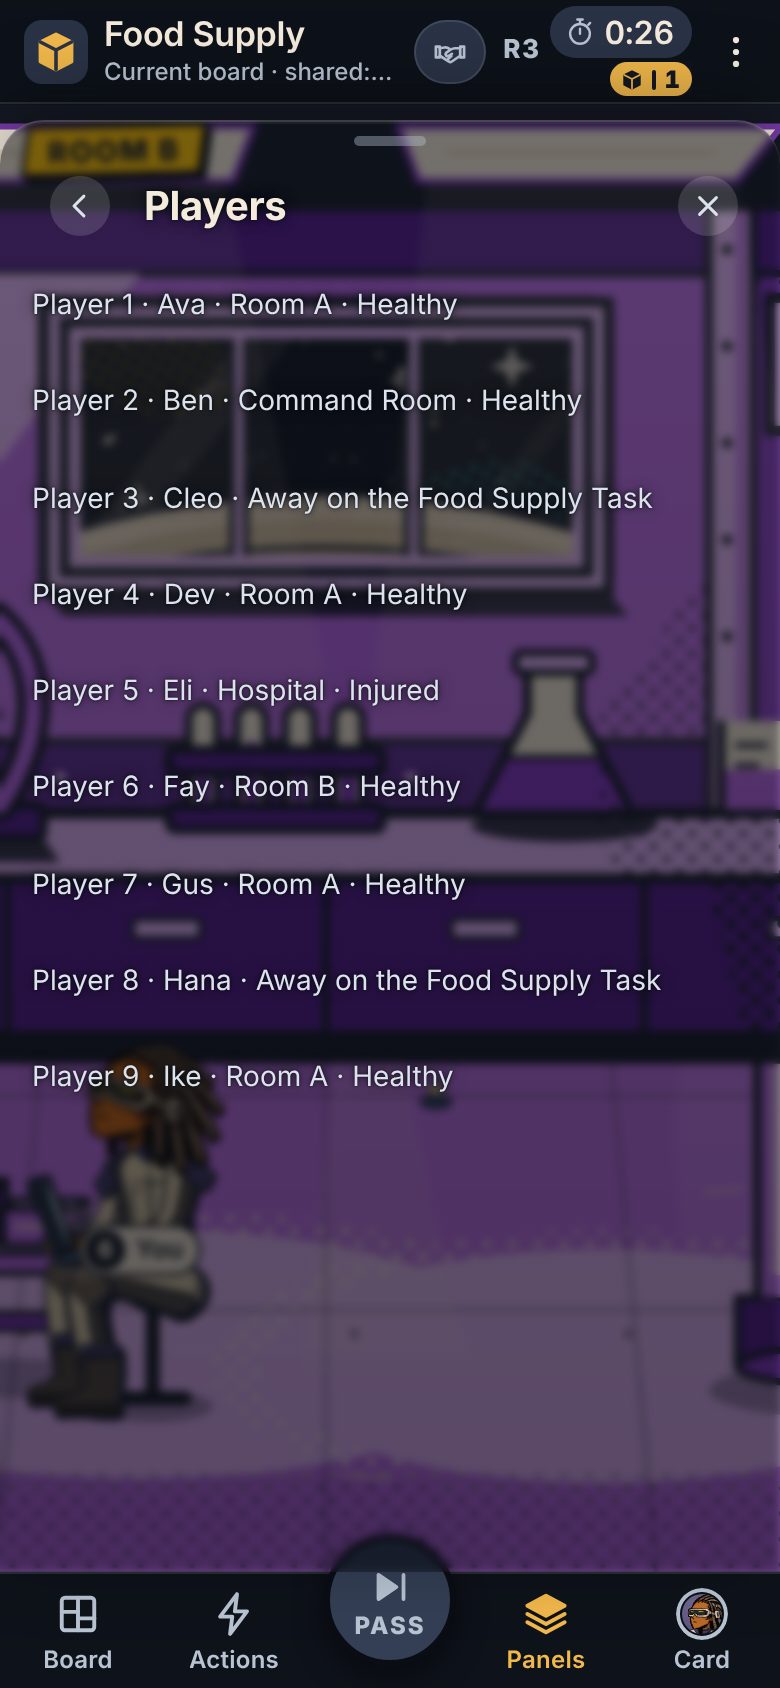 Food Supply
Current board · shared:...
R3
0:26
1
ROOM B
Players
Player 1 · Ava · Room A · Healthy
Player 2 · Ben · Command Room · Healthy
Player 3 · Cleo · Away on the Food Supply Task
Player 4 · Dev · Room A · Healthy
Player 5 · Eli · Hospital · Injured
Player 6 · Fay · Room B · Healthy
Player 7 · Gus · Room A · Healthy
Player 8 · Hana · Away on the Food Supply Task
Player 9 · Ike · Room A · Healthy
You
PASS
Board
Actions
Panels
Card